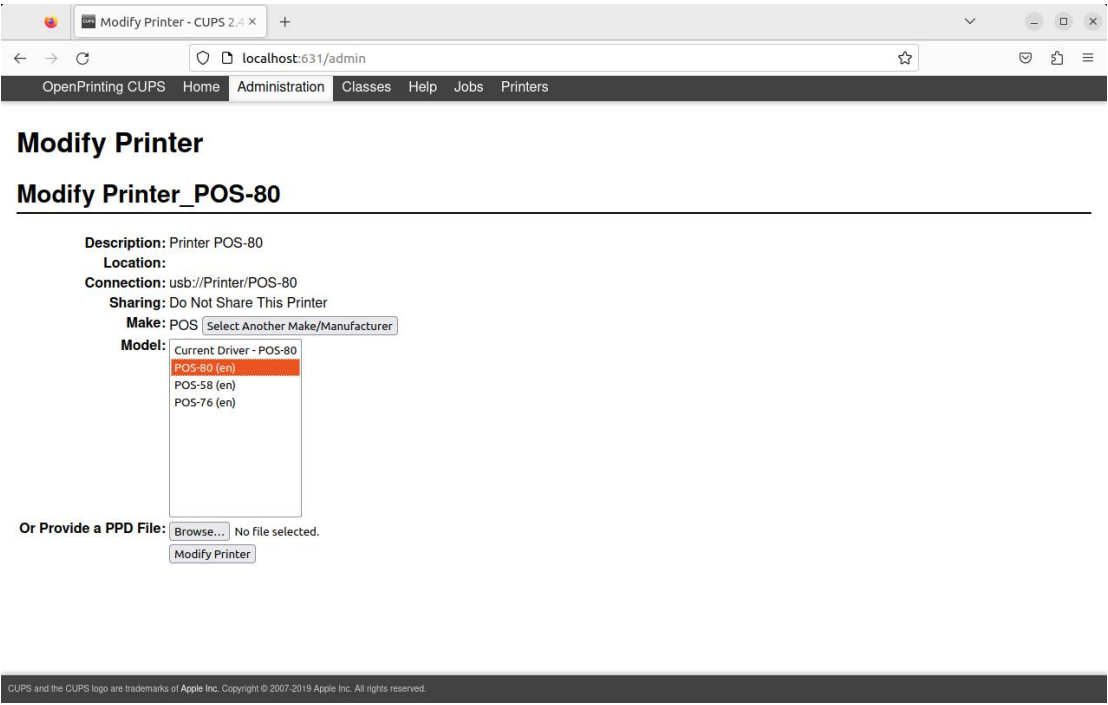 Modify Printer - CUPS 2.4
localhost:631/admin
OpenPrinting CUPS Home Administration Classes Help Jobs Printers
Modify Printer
Modify Printer_POS-80
Description: Printer POS-80
Location:
Connection: usb://Printer/POS-80
Sharing: Do Not Share This Printer
Make: POS Select Another Make/Manufacturer
Model: Current Driver - POS-80
POS-80 (en)
POS-58 (en)
POS-76 (en)
Or Provide a PPD File: Browse... No file selected.
Modify Printer
CUPS and the CUPS logo are trademarks of Apple Inc. Copyright © 2007-2019 Apple Inc. All rights reserved.